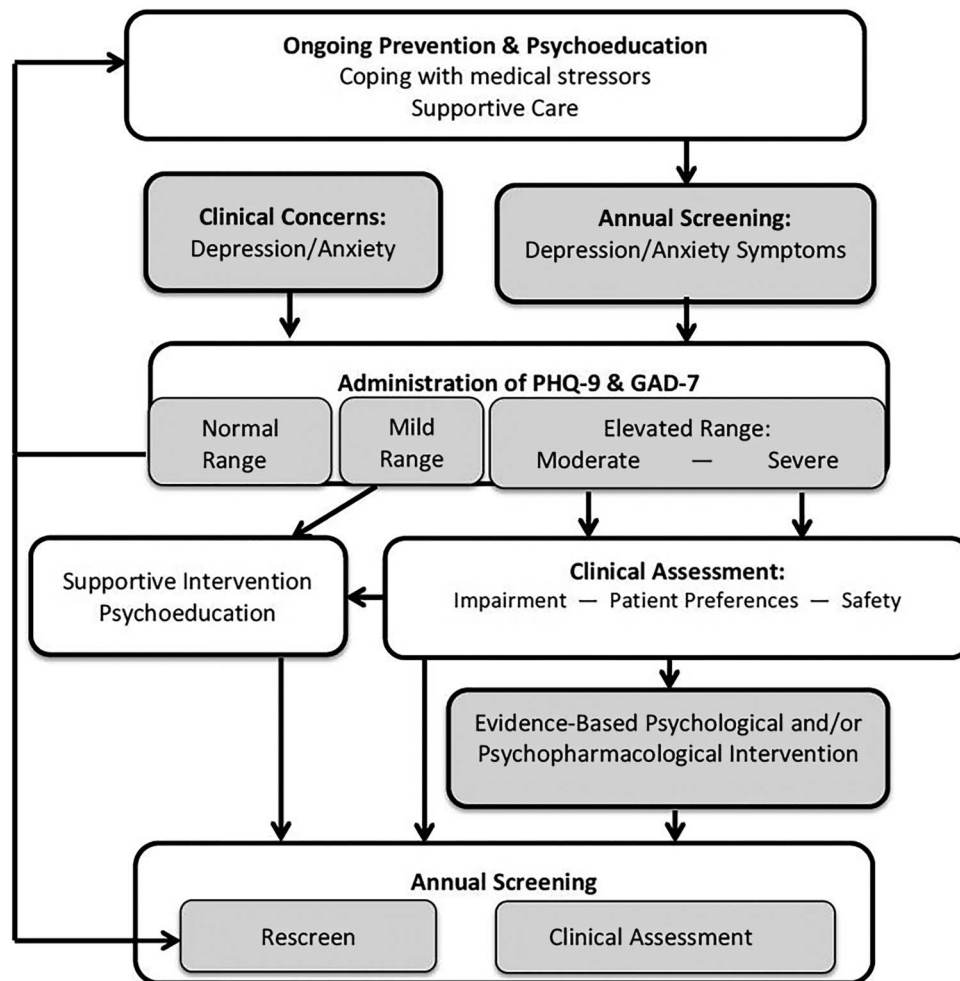 Ongoing Prevention & Psychoeducation
Coping with medical stressors
Supportive Care
Clinical Concerns:
Depression/Anxiety
Annual Screening:
Depression/Anxiety Symptoms
Administration of PHQ-9 & GAD-7
Normal
Range
Mild
Range
Elevated Range:
Moderate — Severe
Supportive Intervention
Psychoeducation
Clinical Assessment:
Impairment — Patient Preferences — Safety
Evidence-Based Psychological and/or
Psychopharmacological Intervention
Annual Screening
Rescreen
Clinical Assessment